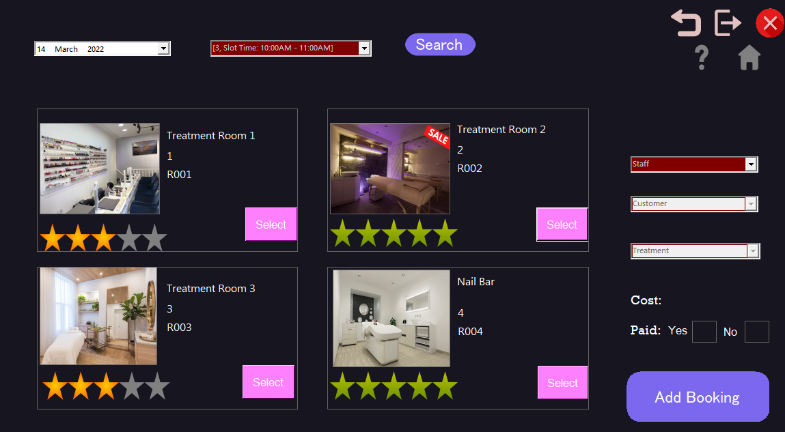 14 March 2022
[3, Slot Time: 10:00AM - 11:00AM]
Search
?
Treatment Room 1
1
R001
Select
SALE
Treatment Room 2
2
R002
Select
Treatment Room 3
3
R003
Select
Nail Bar
4
R004
Select
Staff
Customer
Treatment
Cost:
Paid: Yes No
Add Booking